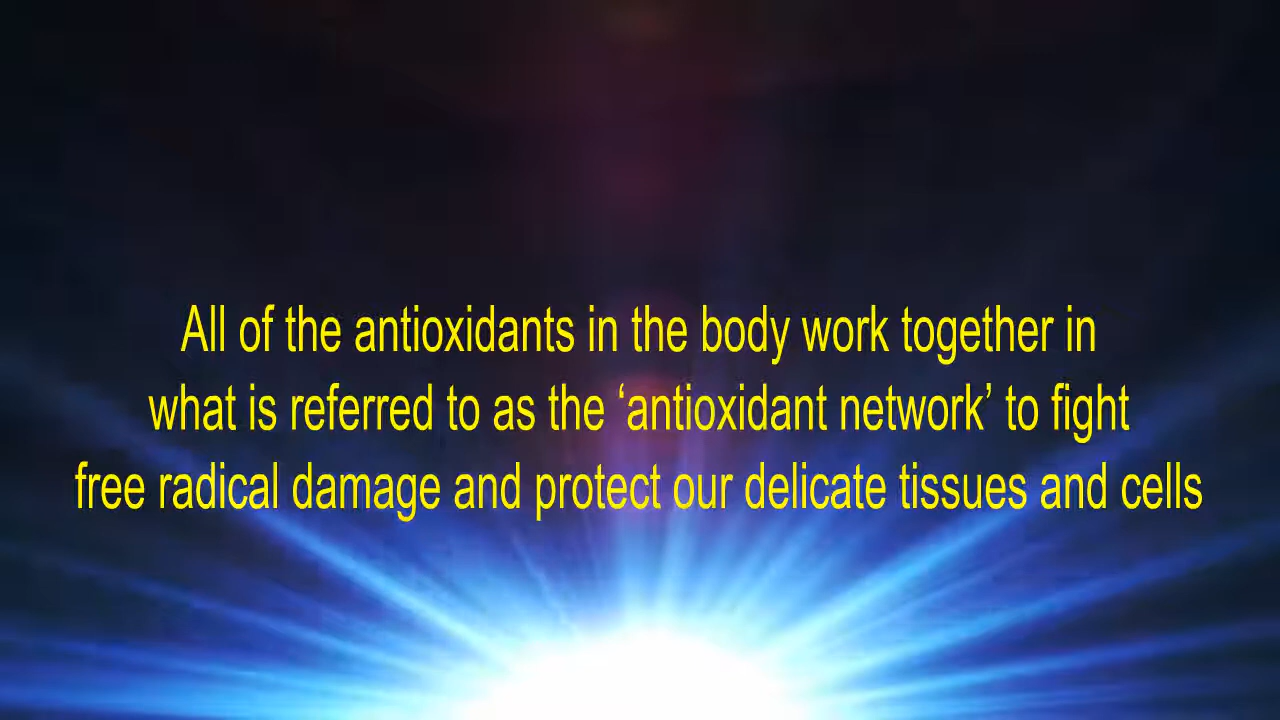 All of the antioxidants in the body work together in
what is referred to as the ‘antioxidant network’ to fight
free radical damage and protect our delicate tissues and cells